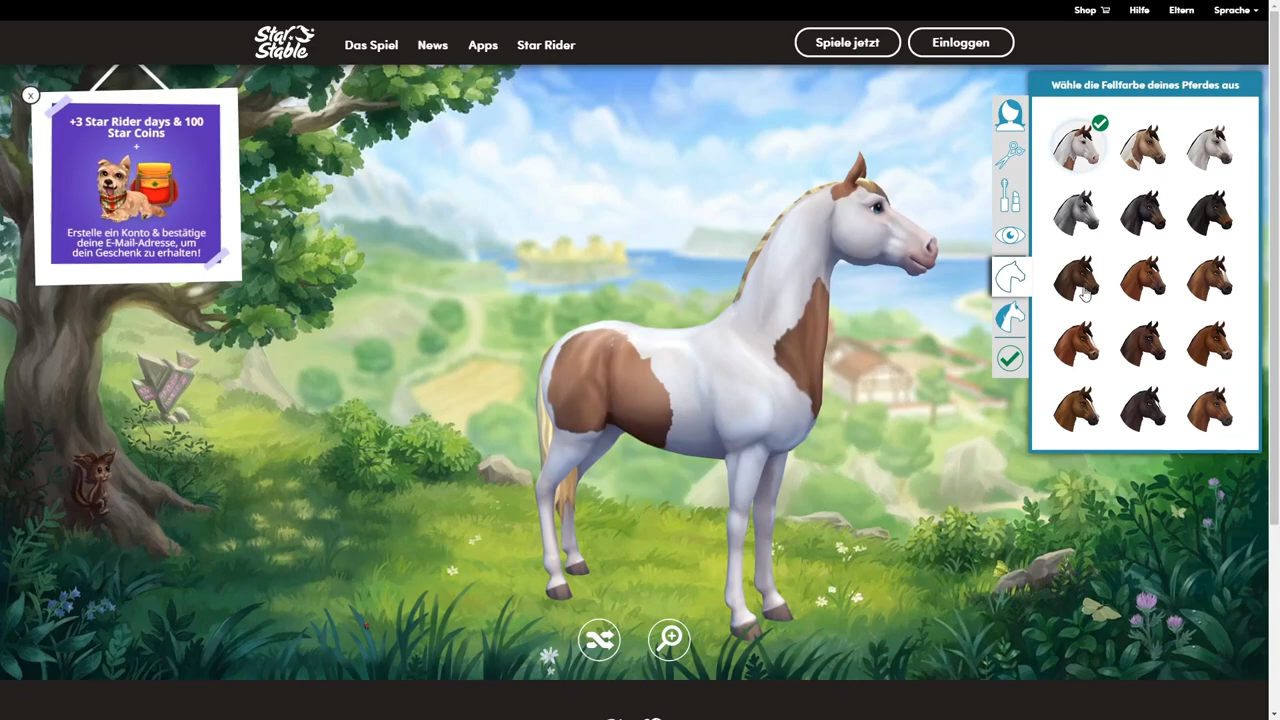 Shop
Hilfe
Eltern
Sprache
Star
Stable
Das Spiel
News
Apps
Star Rider
Spiele jetzt
Einloggen
x
+3 Star Rider days & 100
Star Coins
+
Erstelle ein Konto & bestätige
deine E-Mail-Adresse, um
dein Geschenk zu erhalten!
Wähle die Fellfarbe deines Pferdes aus